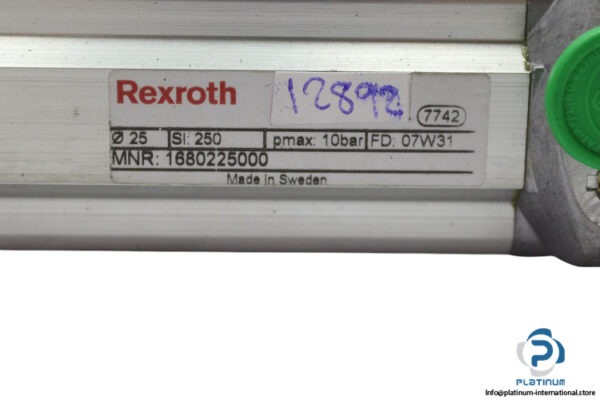 Rexroth
12892
7742
Ø 25 SI: 250 pmax: 10bar FD: 07W31
MNR: 1680225000
Made in Sweden
PLATINUM
Info@platinum-international.store